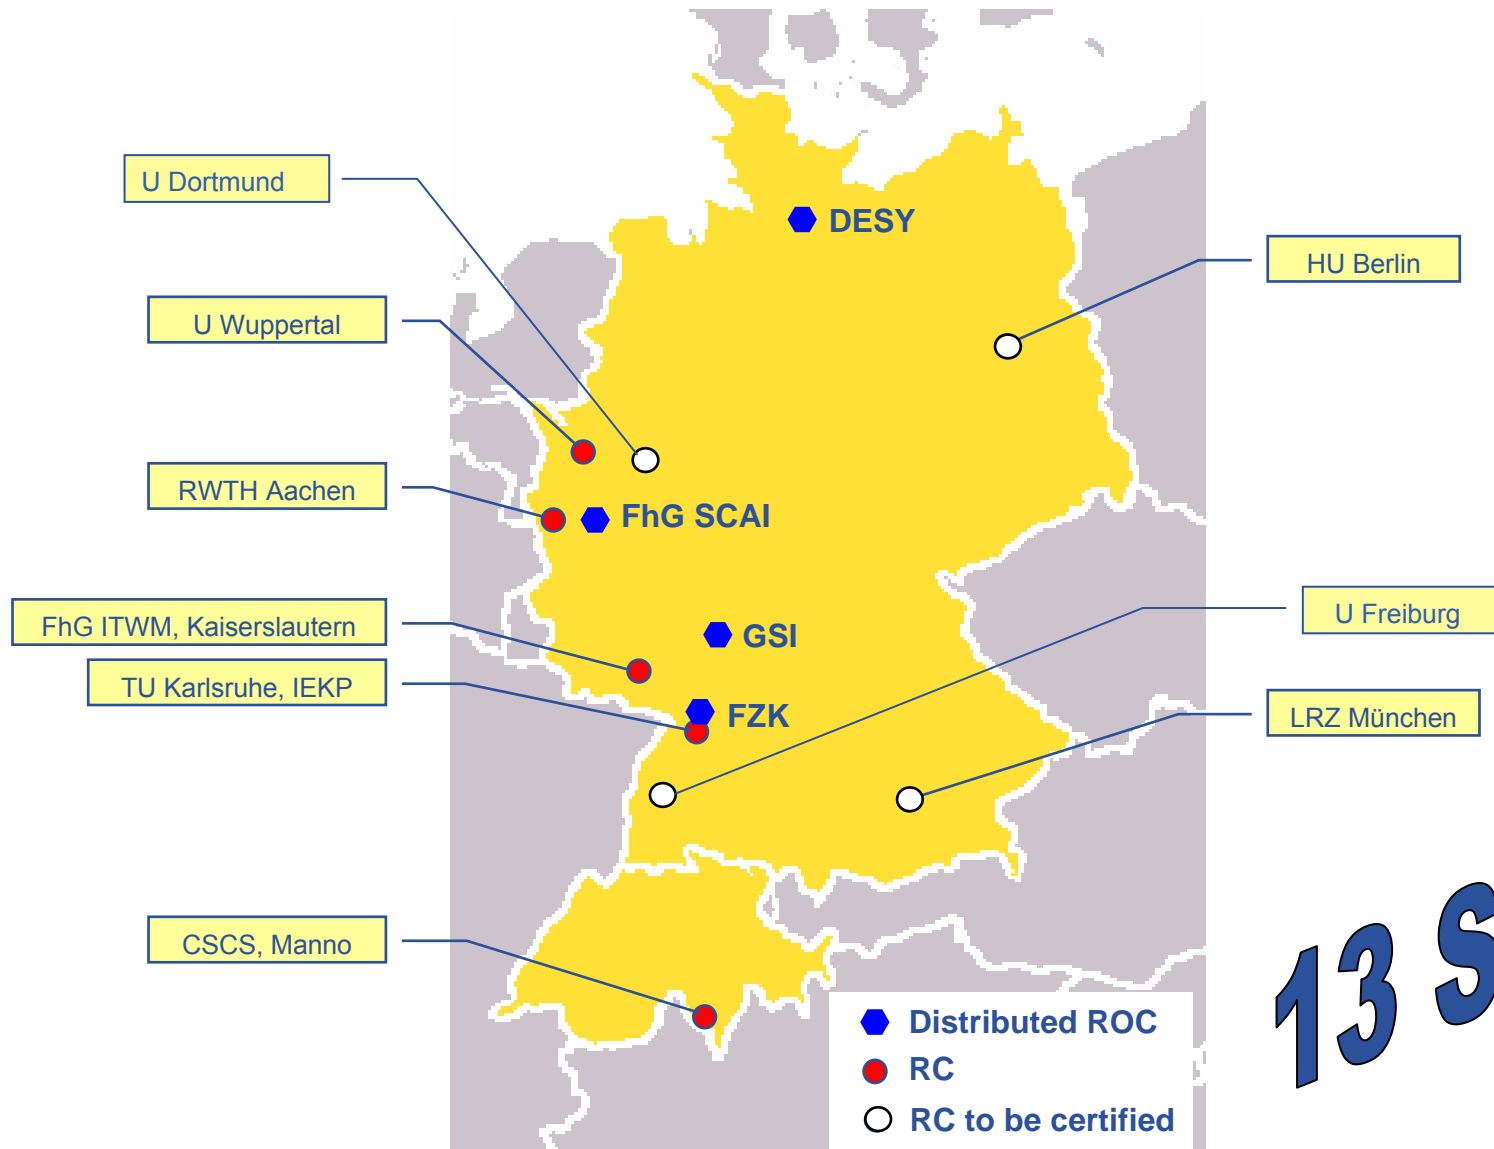 U Dortmund
DESY
HU Berlin
U Wuppertal
RWTH Aachen
FhG SCAI
U Freiburg
FhG ITWM, Kaiserslautern
GSI
TU Karlsruhe, IEKP
FZK
LRZ München
CSCS, Manno
13 S
Distributed ROC
RC
RC to be certified